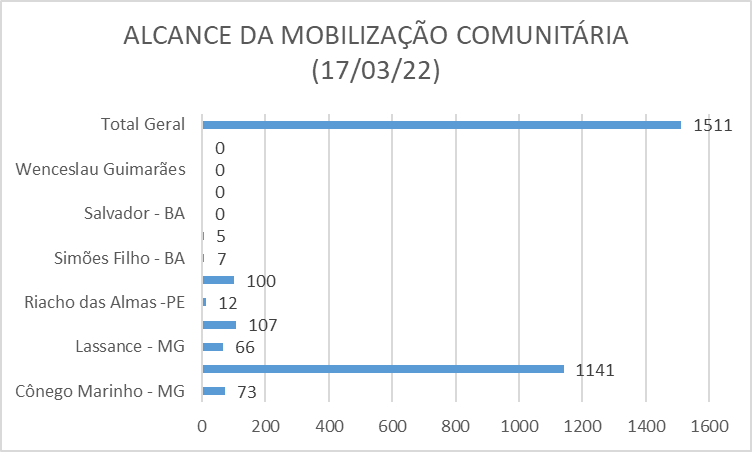 ALCANCE DA MOBILIZAÇÃO COMUNITÁRIA
(17/03/22)
Total Geral 1511
0
Wenceslau Guimarães 0
0
Salvador - BA 0
5
Simões Filho - BA 7
100
Riacho das Almas -PE 12
107
Lassance - MG 66
1141
Cônego Marinho - MG 73
0 200 400 600 800 1000 1200 1400 1600